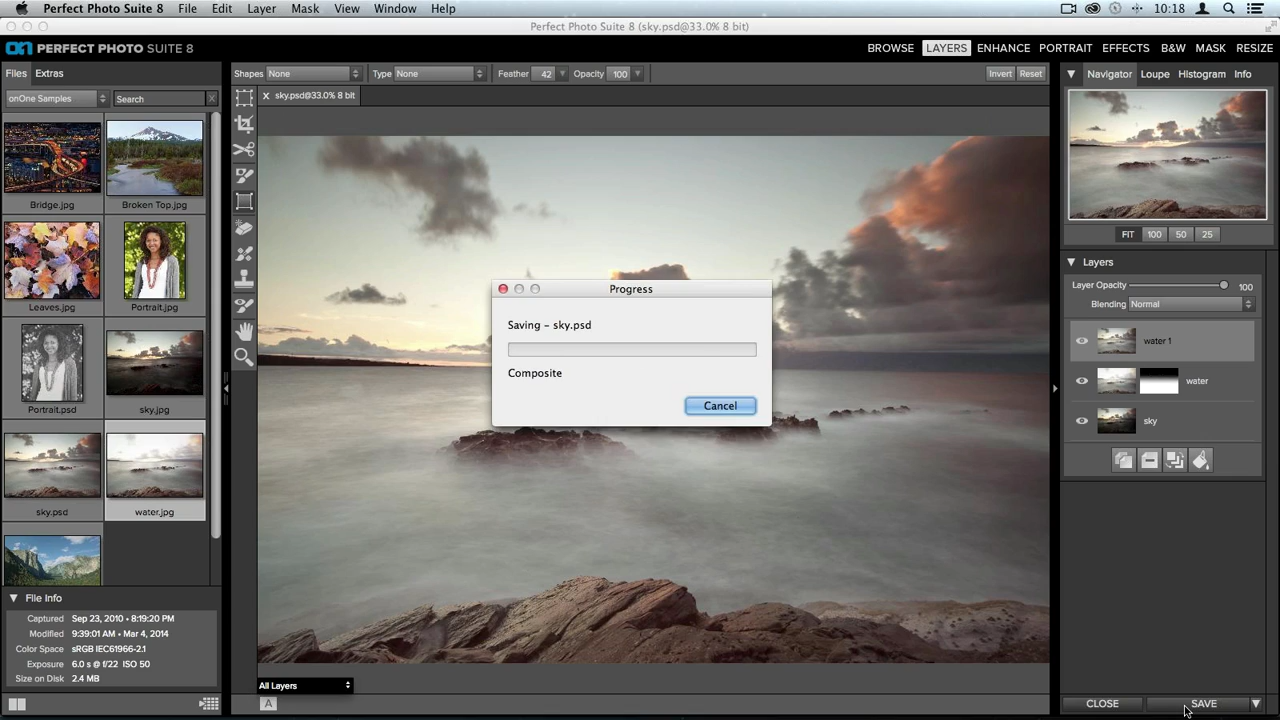 Perfect Photo Suite 8 File Edit Layer Mask View Window Help 10:18
Perfect Photo Suite 8 (sky.psd@33.0% 8 bit)
on PERFECT PHOTO SUITE 8 BROWSE LAYERS ENHANCE PORTRAIT EFFECTS B&W MASK RESIZE
Files Extras
Shapes None Type None Feather 42 Opacity 100 Invert Reset
Navigator Loupe Histogram Info
onOne Samples Search X
X sky.psd@33.0% 8 bit
Bridge.jpg Broken Top.jpg
Leaves.jpg Portrait.jpg
Portrait.psd sky.jpg
sky.psd water.jpg
File Info
Captured Sep 23, 2010 • 8:19:20 PM
Modified 9:39:01 AM • Mar 4, 2014
Color Space sRGB IEC61966-2.1
Exposure 6.0 s @ f/22 ISO 50
Size on Disk 2.4 MB
Progress
Saving – sky.psd
Composite
Cancel
All Layers
A
FIT 100 50 25
Layers
Layer Opacity 100
Blending Normal
water 1
water
sky
CLOSE SAVE